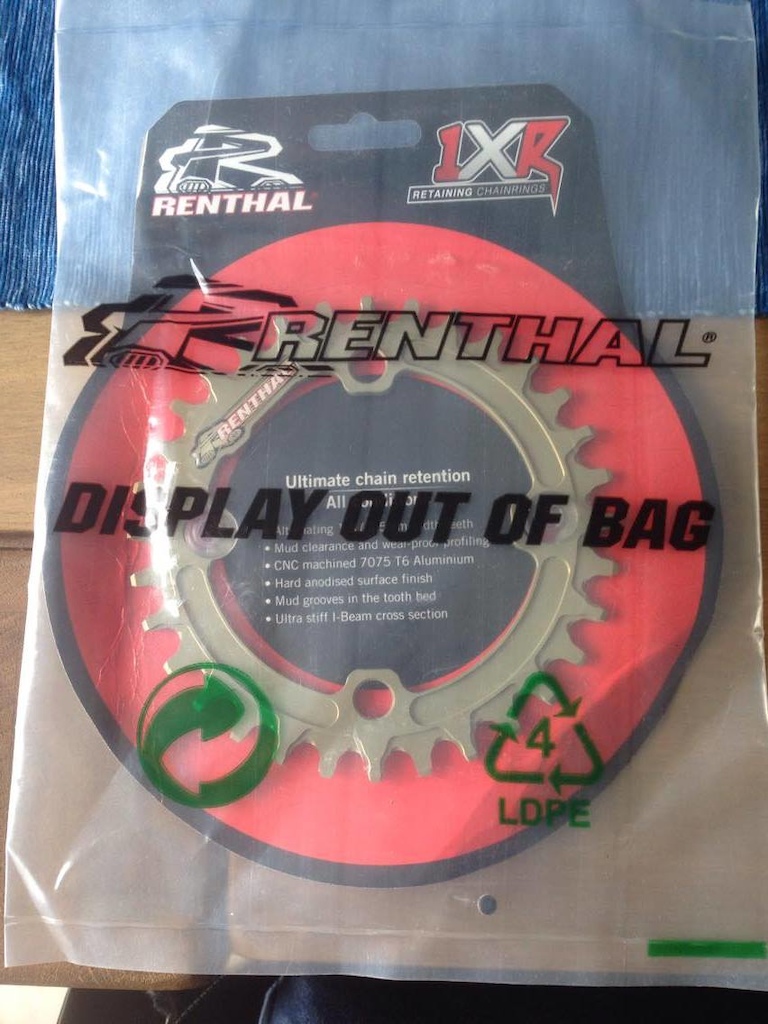 RENTHAL
1XR
RETAINING CHAINRINGS
RENTHAL®
RENTHAL
Ultimate chain retention
All
DISPLAY OUT OF BAG
• Mud clearance and wear-proof profiling
• CNC machined 7075 T6 Aluminium
• Hard anodised surface finish
• Mud grooves in the tooth bed
• Ultra stiff I-Beam cross section
4
LDPE